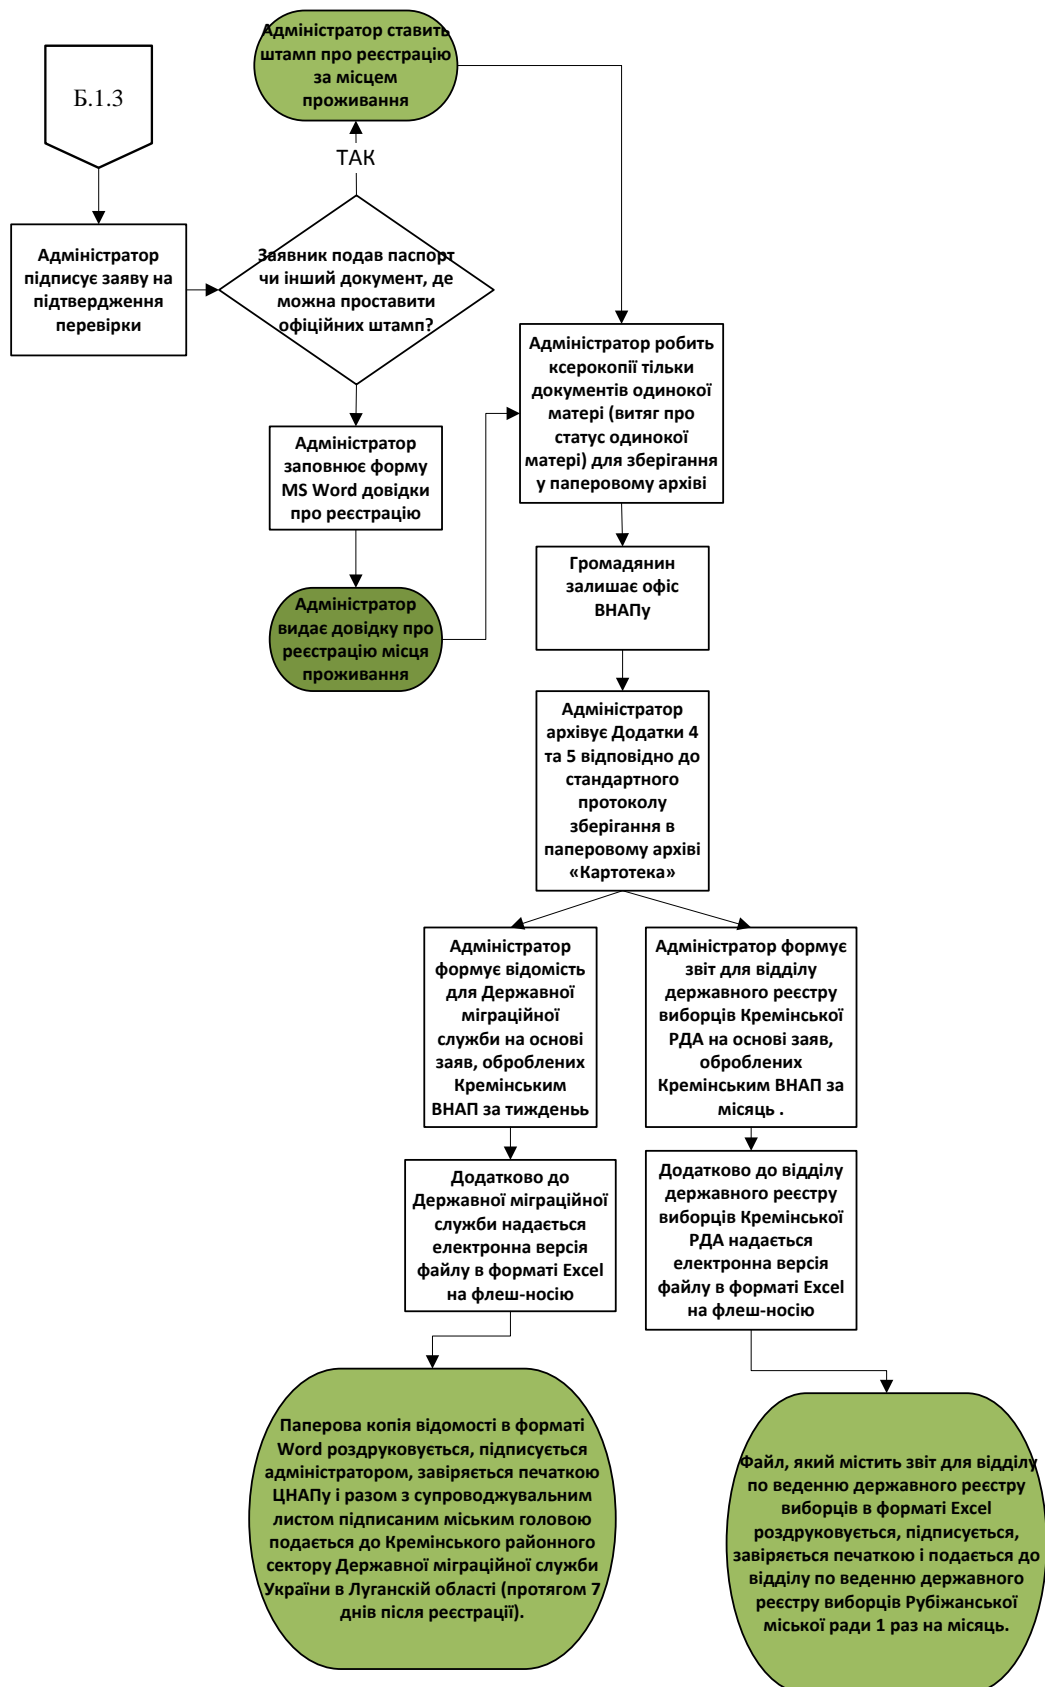 Адміністратор ставить
штамп про реєстрацію
за місцем
проживання
Б.1.3
ТАК
Адміністратор
підписує заяву на
підтвердження
перевірки
Заявник подав паспорт
чи інший документ, де
можна проставити
офіційних штамп?
Адміністратор робить
ксерокопії тільки
документів одинокої
матері (витяг про
статус одинокої
матері) для зберігання
у паперовому архіві
Адміністратор
заповнює форму
MS Word довідки
про реєстрацію
Громадянин
залишає офіс
ВНАПу
Адміністратор
видає довідку про
реєстрацію місця
проживання
Адміністратор
архівує Додатки 4
та 5 відповідно до
стандартного
протоколу
зберігання в
паперовому архіві
«Картотека»
Адміністратор
формує відомість
для Державної
міграційної
служби на основі
заяв, оброблених
Кремінським
ВНАП за тижденьь
Адміністратор формує
звіт для відділу
державного реєстру
виборців Кремінської
РДА на основі заяв,
оброблених
Кремінським ВНАП за
місяць .
Додатково до
Державної міграційної
служби надається
електронна версія
файлу в форматі Excel
на флеш-носію
Додатково до відділу
державного реєстру
виборців Кремінської
РДА надається
електронна версія
файлу в форматі Excel
на флеш-носію
Паперова копія відомості в форматі
Word роздруковується, підписується
адміністратором, завіряється печаткою
ЦНАПу і разом з супроводжувальним
листом підписаним міським головою
подається до Кремінського районного
сектору Державної міграційної служби
України в Луганскій області (протягом 7
днів після реєстрації).
Файл, який містить звіт для відділу
по веденню державного реєстру
виборців в форматі Excel
роздруковується, підписується,
завіряється печаткою і подається до
відділу по веденню державного
реєстру виборців Рубіжанської
міської ради 1 раз на місяць.